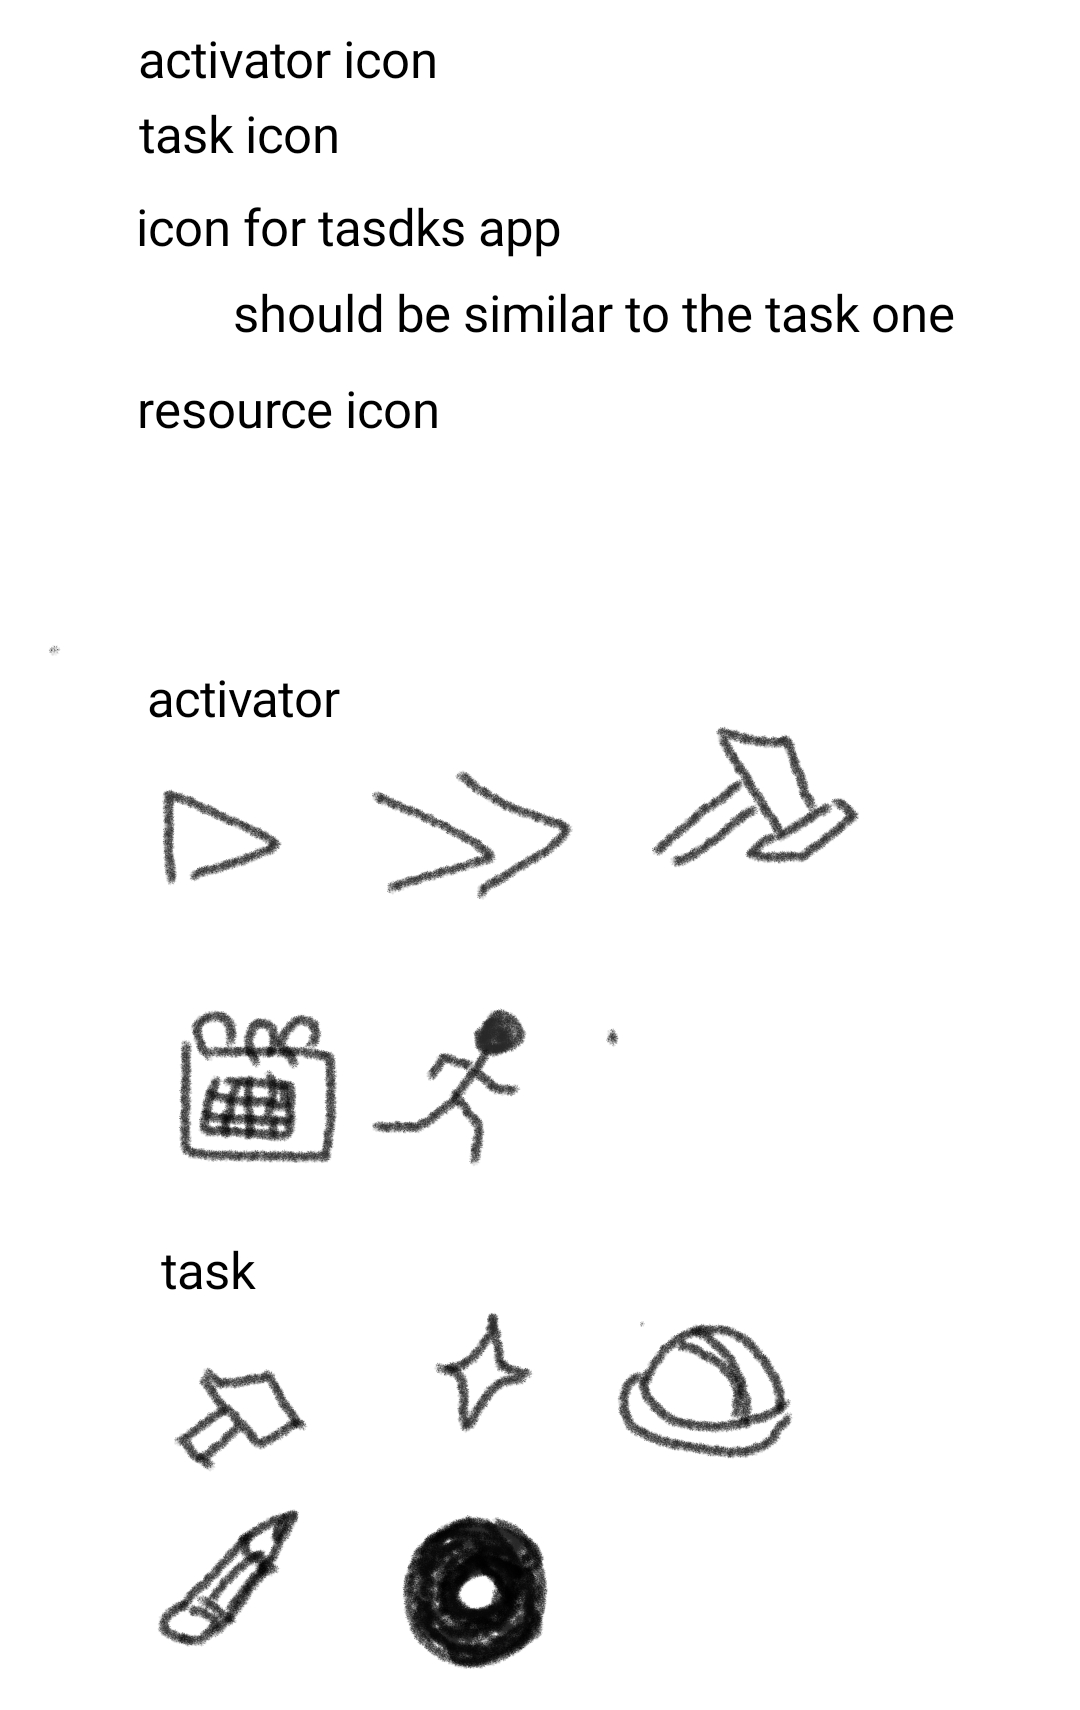 activator icon
task icon
icon for tasdks app
should be similar to the task one
resource icon
activator
task